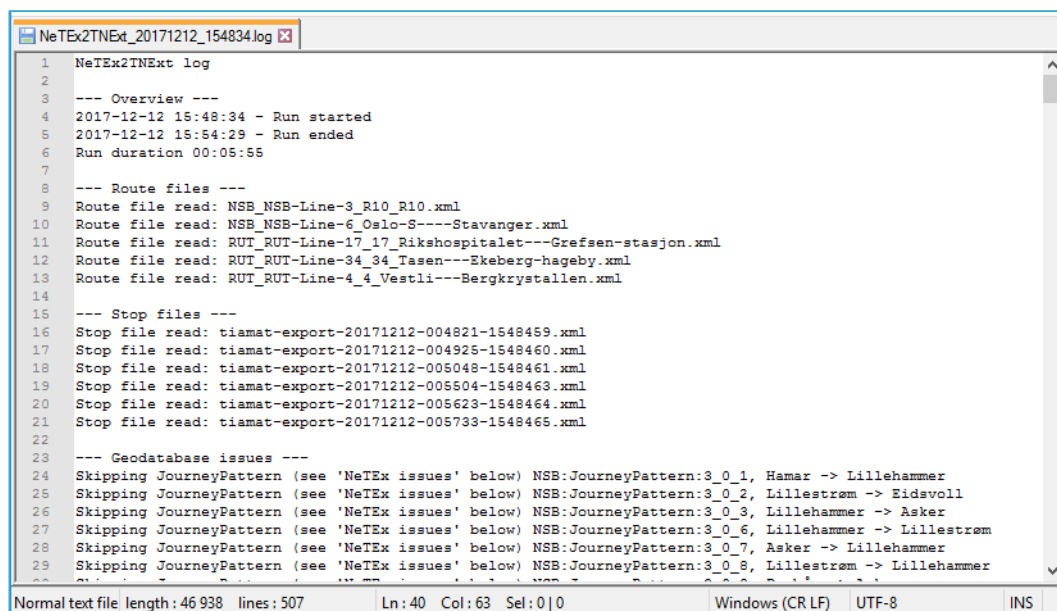 NeTEx2TNExt_20171212_154834.log
1 NeTEx2TNExt log
2
3 --- Overview ---
4 2017-12-12 15:48:34 - Run started
5 2017-12-12 15:54:29 - Run ended
6 Run duration 00:05:55
7
8 --- Route files ---
9 Route file read: NSB_NSB-Line-3_R10_R10.xml
10 Route file read: NSB_NSB-Line-6_Oslo-S----Stavanger.xml
11 Route file read: RUT_RUT-Line-17_17_Rikshospitalet---Grefsen-stasjon.xml
12 Route file read: RUT_RUT-Line-34_34_Tasen---Ekeberg-hageby.xml
13 Route file read: RUT_RUT-Line-4_4_Vestli---Bergkrystallen.xml
14
15 --- Stop files ---
16 Stop file read: tiamat-export-20171212-004821-1548459.xml
17 Stop file read: tiamat-export-20171212-004925-1548460.xml
18 Stop file read: tiamat-export-20171212-005048-1548461.xml
19 Stop file read: tiamat-export-20171212-005504-1548463.xml
20 Stop file read: tiamat-export-20171212-005623-1548464.xml
21 Stop file read: tiamat-export-20171212-005733-1548465.xml
22
23 --- Geodatabase issues ---
24 Skipping JourneyPattern (see 'NeTEx issues' below) NSB:JourneyPattern:3_0_1, Hamar -> Lillehammer
25 Skipping JourneyPattern (see 'NeTEx issues' below) NSB:JourneyPattern:3_0_2, Lillestrøm -> Eidsvoll
26 Skipping JourneyPattern (see 'NeTEx issues' below) NSB:JourneyPattern:3_0_3, Lillehammer -> Asker
27 Skipping JourneyPattern (see 'NeTEx issues' below) NSB:JourneyPattern:3_0_6, Lillehammer -> Lillestrøm
28 Skipping JourneyPattern (see 'NeTEx issues' below) NSB:JourneyPattern:3_0_7, Asker -> Lillehammer
29 Skipping JourneyPattern (see 'NeTEx issues' below) NSB:JourneyPattern:3_0_8, Lillestrøm -> Lillehammer
Normal text file length : 46 938 lines : 507 Ln : 40 Col : 63 Sel : 0 | 0 Windows (CR LF) UTF-8 INS